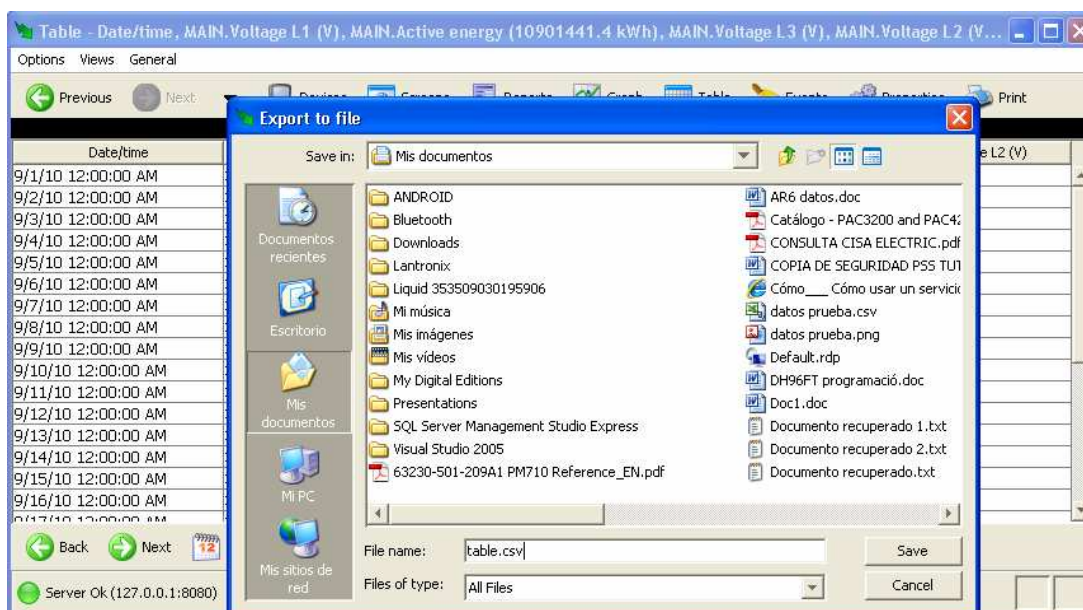 Table - Date/time, MAIN.Voltage L1 (V), MAIN.Active energy (10901441.4 kWh), MAIN.Voltage L3 (V), MAIN.Voltage L2 (V...
Options Views General
Previous Next Print
Export to file
Date/time
Save in: Mis documentos
L2 (V)
9/1/10 12:00:00 AM
9/2/10 12:00:00 AM
9/3/10 12:00:00 AM
9/4/10 12:00:00 AM
9/5/10 12:00:00 AM
9/6/10 12:00:00 AM
9/7/10 12:00:00 AM
9/8/10 12:00:00 AM
9/9/10 12:00:00 AM
9/10/10 12:00:00 AM
9/11/10 12:00:00 AM
9/12/10 12:00:00 AM
9/13/10 12:00:00 AM
9/14/10 12:00:00 AM
9/15/10 12:00:00 AM
9/16/10 12:00:00 AM
9/17/10 12:00:00 AM
Documentos
recientes
Escritorio
Mis
documentos
Mi PC
Mis sitios de
red
ANDROID
Bluetooth
Downloads
Lantronix
Liquid 353509030195906
Mi música
Mis imágenes
Mis vídeos
My Digital Editions
Presentations
SQL Server Management Studio Express
Visual Studio 2005
63230-501-209A1 PM710 Reference_EN.pdf
AR6 datos.doc
Catálogo - PAC3200 and
CONSULTA CISA ELECTRIC.pdf
COPIA DE SEGURIDAD PSS
Cómo___ Cómo usar un
datos prueba.csv
datos prueba.png
Default.rdp
DH96FT programació.doc
Doc1.doc
Documento recuperado 1.txt
Documento recuperado 2.txt
Documento recuperado.txt
File name: table.csv Save
Files of type: All Files Cancel
Back Next 12
Server Ok (127.0.0.1:8080)